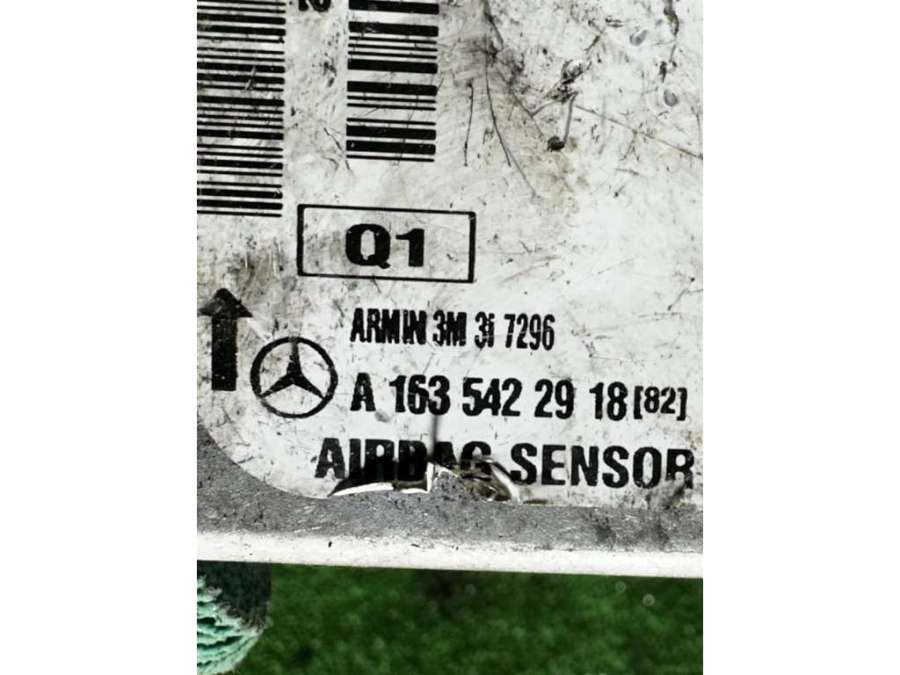 Q1
ARMIN 3M 3i 7296
A 163 542 29 18 [82]
AIRBAG SENSOR